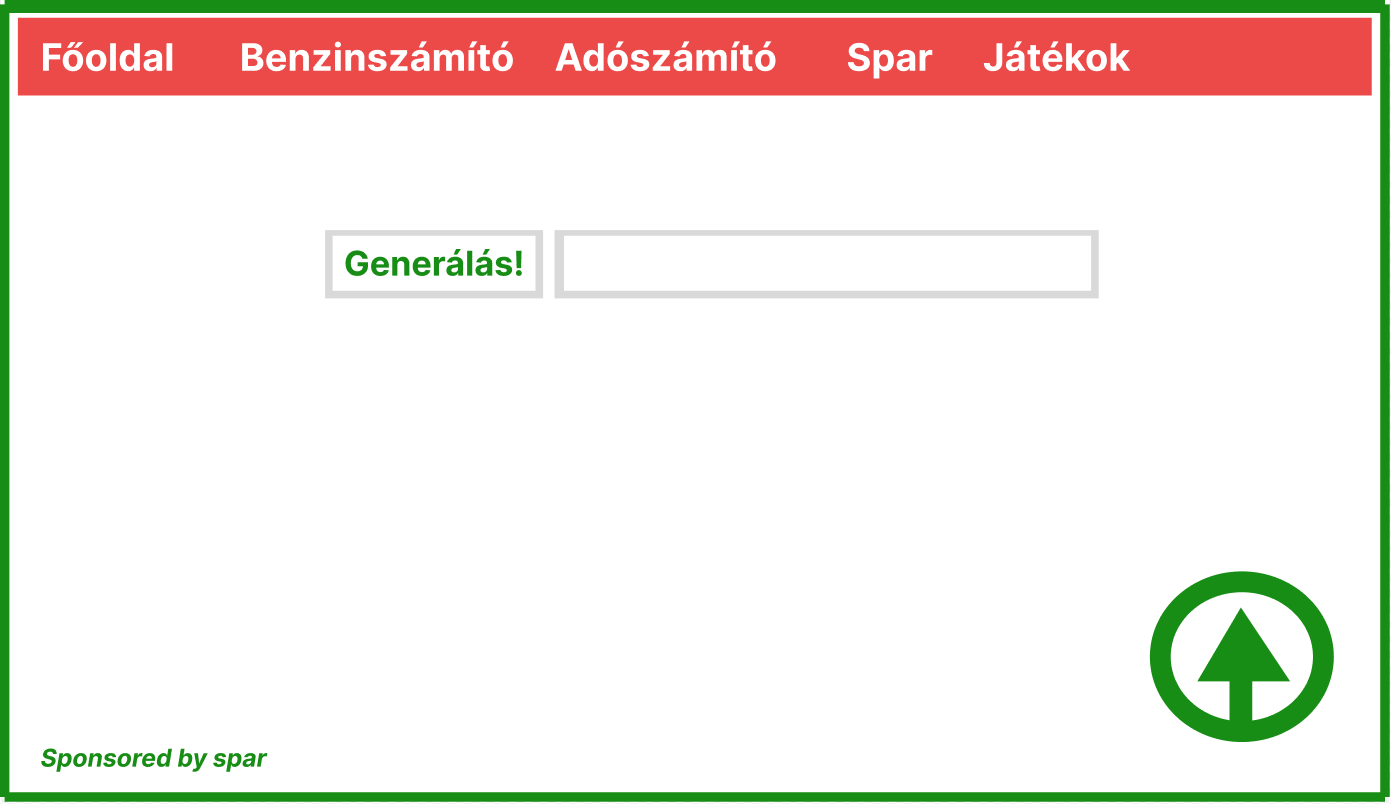 Főoldal Benzinszámító Adószámító Spar Játékok
Generálás!
Sponsored by spar